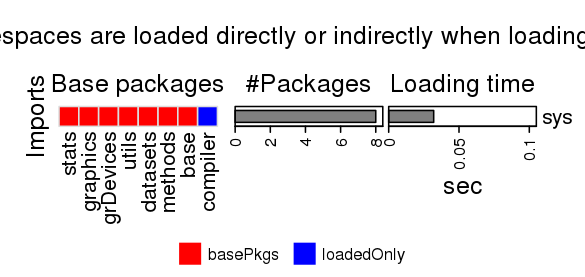 espaces are loaded directly or indirectly when loading
Base packages
#Packages
Loading time
Imports
sys
stats
graphics
grDevices
utils
datasets
methods
base
compiler
0
2
4
6
8
0
0.05
0.1
sec
basePkgs
loadedOnly